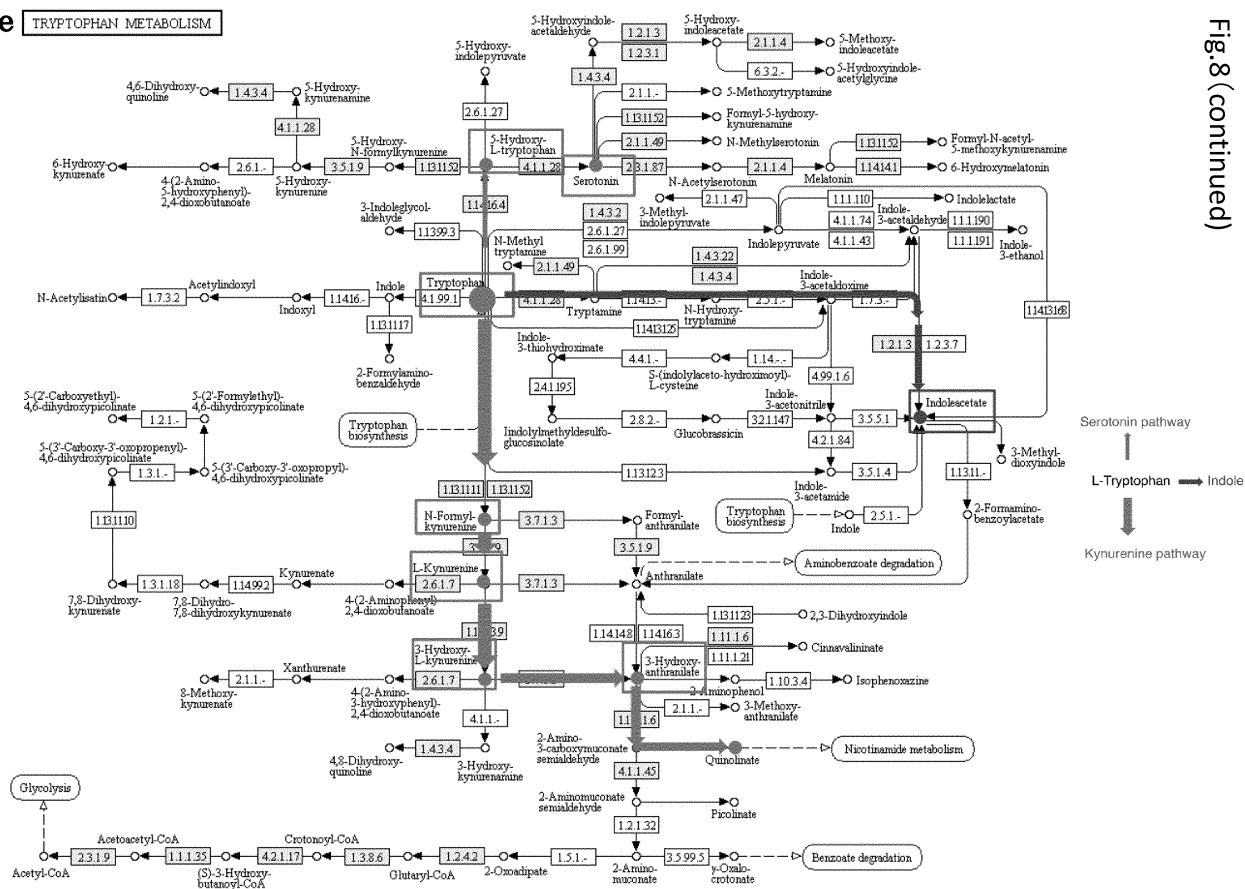 e
TRYPTOPHAN METABOLISM
Fig.8 (continued)
5-Hydroxyindole-
acetaldehyde
1.2.1.3
1.2.3.1
5-Hydroxy-
indoleacetate
2.1.1.4
5-Methoxy-
indoleacetate
6.3.2.-
5-Hydroxyindole-
acetylglycine
5-Hydroxy-
indolepyruvate
1.4.3.4
4,6-Dihydroxy-
quinoline
1.4.3.4
5-Hydroxy-
kynurenamine
2.6.1.27
2.1.1.-
5-Methoxytryptamine
1.13.11.52
Formyl-5-hydroxy-
kynurenamine
4.1.1.28
5-Hydroxy-
N-formylkynurenine
5-Hydroxy-
L-tryptophan
2.1.1.49
N-Methylserotonin
1.13.11.52
Formyl-N-acetyl-
5-methoxykynurenamine
6-Hydroxy-
kynurenate
2.6.1.-
3.5.1.9
1.13.11.52
4.1.1.28
2.3.1.87
2.1.1.4
1.14.14.1
6-Hydroxymelatonin
4-(2-Amino-
5-hydroxyphenyl)-
2,4-dioxobutanoate
5-Hydroxy-
kynurenine
Serotonin
N-Acetylserotonin
Melatonin
1.14.16.4
3-Indoleglycol-
aldehyde
1.13.99.3
1.4.3.2
2.6.1.27
2.6.1.99
3-Methyl-
indolepyruvate
2.1.1.47
Indolepyruvate
1.1.1.110
Indolelactate
4.1.1.74
4.1.1.43
Indole-
3-acetaldehyde
1.1.1.190
1.1.1.191
Indole-
3-ethanol
N-Methyl
tryptamine
2.1.1.49
1.4.3.22
1.4.3.4
Indole-
3-acetaldoxime
N-Acetylisatin
1.7.3.2
Acetylindoxyl
Indoxyl
1.14.16.-
Indole
4.1.99.1
Tryptophan
4.1.1.28
Tryptamine
1.14.13.-
N-Hydroxy-
tryptamine
2.5.1.-
1.7.3.-
1.14.13.168
1.13.11.17
2-Formylamino-
benzaldehyde
1.14.13.125
Indole-
3-thiohydroximate
4.4.1.-
1.14.-.-
S-(indolylaceto-hydroximoyl)-
L-cysteine
1.2.1.3
1.2.3.7
4.99.1.6
2.4.1.195
Indole-
3-acetonitrile
Indoleacetate
5-(2'-Carboxyethyl)-
4,6-dihydroxypicolinate
1.2.1.-
5-(2'-Formylethyl)-
4,6-dihydroxypicolinate
Indolylmethyldesulfo-
glucosinolate
2.8.2.-
Glucobrassicin
3.2.1.147
3.5.5.1
Tryptophan
biosynthesis
4.2.1.84
3-Methyl-
dioxyindole
Serotonin pathway
L-Tryptophan
Indole
Kynurenine pathway
5-(3'-Carboxy-3'-oxopropenyl)-
4,6-dihydroxypicolinate
1.3.1.-
5-(3'-Carboxy-3'-oxopropyl)-
4,6-dihydroxypicolinate
1.13.12.3
Indole-
3-acetamide
3.5.1.4
1.13.11.-
1.13.11.10
1.13.11.11
1.13.11.52
N-Formyl-
kynurenine
3.7.1.3
Formyl-
anthranilate
Tryptophan
biosynthesis
Indole
2.5.1.-
2-Formamino-
benzoylacetate
3.5.1.9
Aminobenzoate degradation
7,8-Dihydroxy-
kynurenate
1.3.1.18
7,8-Dihydro-
7,8-dihydroxykynurenate
1.14.99.2
Kynurenate
4-(2-Aminophenyl)
2,4-dioxobutanoate
L-Kynurenine
2.6.1.7
3.7.1.3
Anthranilate
1.13.11.23
2,3-Dihydroxyindole
1.14.14.8
1.14.16.3
1.11.1.6
1.11.1.21
Cinnavalininate
3-Hydroxy-
L-kynurenine
3-Hydroxy-
anthranilate
8-Methoxy-
kynurenate
2.1.1.-
Xanthurenate
4-(2-Amino-
3-hydroxyphenyl)-
2,4-dioxobutanoate
2.6.1.7
2-Aminophenol
1.10.3.4
Isophenoxazine
4.1.1.-
2.1.1.-
3-Methoxy-
anthranilate
4,8-Dihydroxy-
quinoline
1.4.3.4
3-Hydroxy-
kynurenamine
2-Amino-
3-carboxymuconate
semialdehyde
Quinolinate
Nicotinamide metabolism
4.1.1.45
Glycolysis
2-Aminomuconate
semialdehyde
Picolinate
1.2.1.32
Acetyl-CoA
2.3.1.9
Acetoacetyl-CoA
1.1.1.35
(S)-3-Hydroxy-
butanoyl-CoA
4.2.1.17
Crotonoyl-CoA
1.3.8.6
Glutaryl-CoA
1.2.4.2
2-Oxoadipate
1.5.1.-
2-Amino-
muconate
3.5.99.5
γ-Oxalo-
crotonate
Benzoate degradation